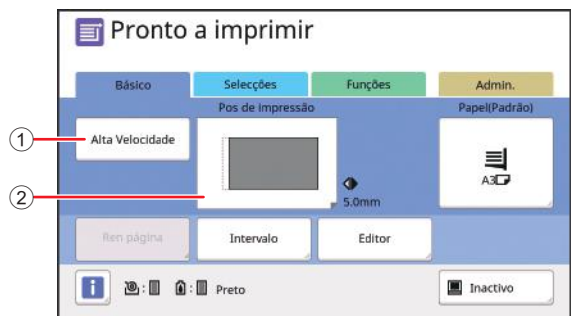 Pronto a imprimir
Básico Selecções Funções Admin.
Pos de Impressão Papel(Padrão)
1 Alta Velocidade
A3
2
5.0mm
Ren página Intervalo Editor
i : : Preto Inactivo